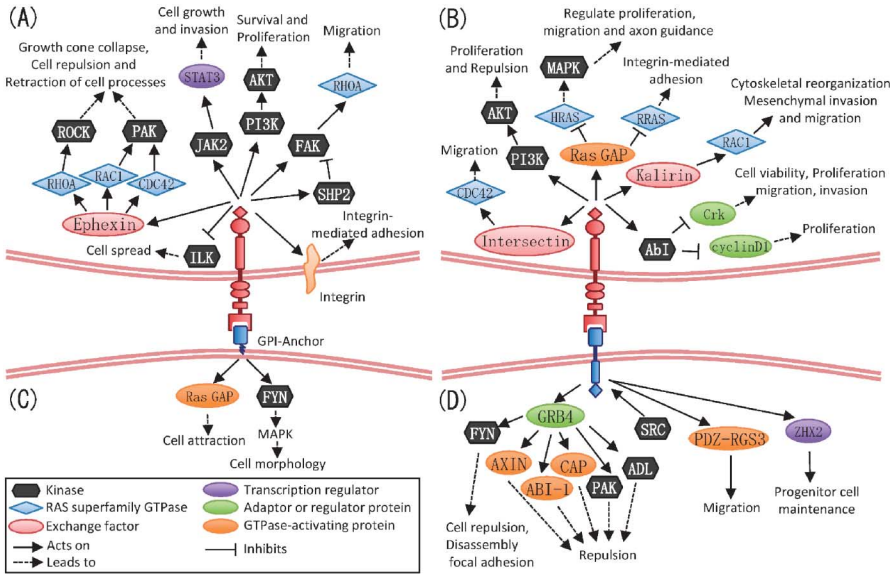 (A)
Cell growth
and invasion
Survival and
Proliferation
Migration
Growth cone collapse,
Cell repulsion and
Retraction of cell processes
STAT3
AKT
RHOA
ROCK
PAK
JAK2
PI3K
FAK
RHOA
RAC1
CDC42
SHP2
Ephexin
Cell spread
ILK
Integrin-
mediated adhesion
Integrin
(B)
Regulate proliferation,
migration and axon guidance
Proliferation
and Repulsion
MAPK
Integrin-mediated
adhesion
Cytoskeletal reorganization
Mesenchymal invasion
and migration
AKT
HRAS
RRAS
RAC1
Migration
PI3K
Ras GAP
Kalirin
CDC42
Cell viability, Proliferation
migration, invasion
Crk
Intersectin
AbI
cyclinD1
Proliferation
GPI-Anchor
(C)
Ras GAP
FYN
Cell attraction
MAPK
Cell morphology
(D)
FYN
GRB4
SRC
PDZ-RGS3
ZHX2
AXIN
CAP
ADL
ABI-1
PAK
Cell repulsion,
Disassembly
focal adhesion
Repulsion
Migration
Progenitor cell
maintenance
Kinase
RAS superfamily GTPase
Exchange factor
Acts on
Leads to
Transcription regulator
Adaptor or regulator protein
GTPase-activating protein
Inhibits